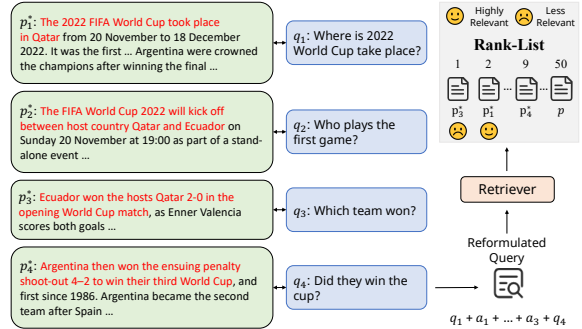 p₁*: The 2022 FIFA World Cup took place
in Qatar from 20 November to 18 December
2022. It was the first ... Argentina were crowned
the champions after winning the final ...
q₁: Where is 2022
World Cup take place?
p₂*: The FIFA World Cup 2022 will kick off
between host country Qatar and Ecuador on
Sunday 20 November at 19:00 as part of a stand-
alone event ...
q₂: Who plays the
first game?
p₃*: Ecuador won the hosts Qatar 2-0 in the
opening World Cup match, as Enner Valencia
scores both goals ...
q₃: Which team won?
p₄*: Argentina then won the ensuing penalty
shoot-out 4–2 to win their third World Cup, and
first since 1986. Argentina became the second
team after Spain ...
q₄: Did they win the
cup?
Highly
Relevant
Less
Relevant
Rank-List
1 2 9 50
... ...
p₃* p₁* p₄* p
Retriever
Reformulated
Query
q₁ + a₁ + ... + a₃ + q₄